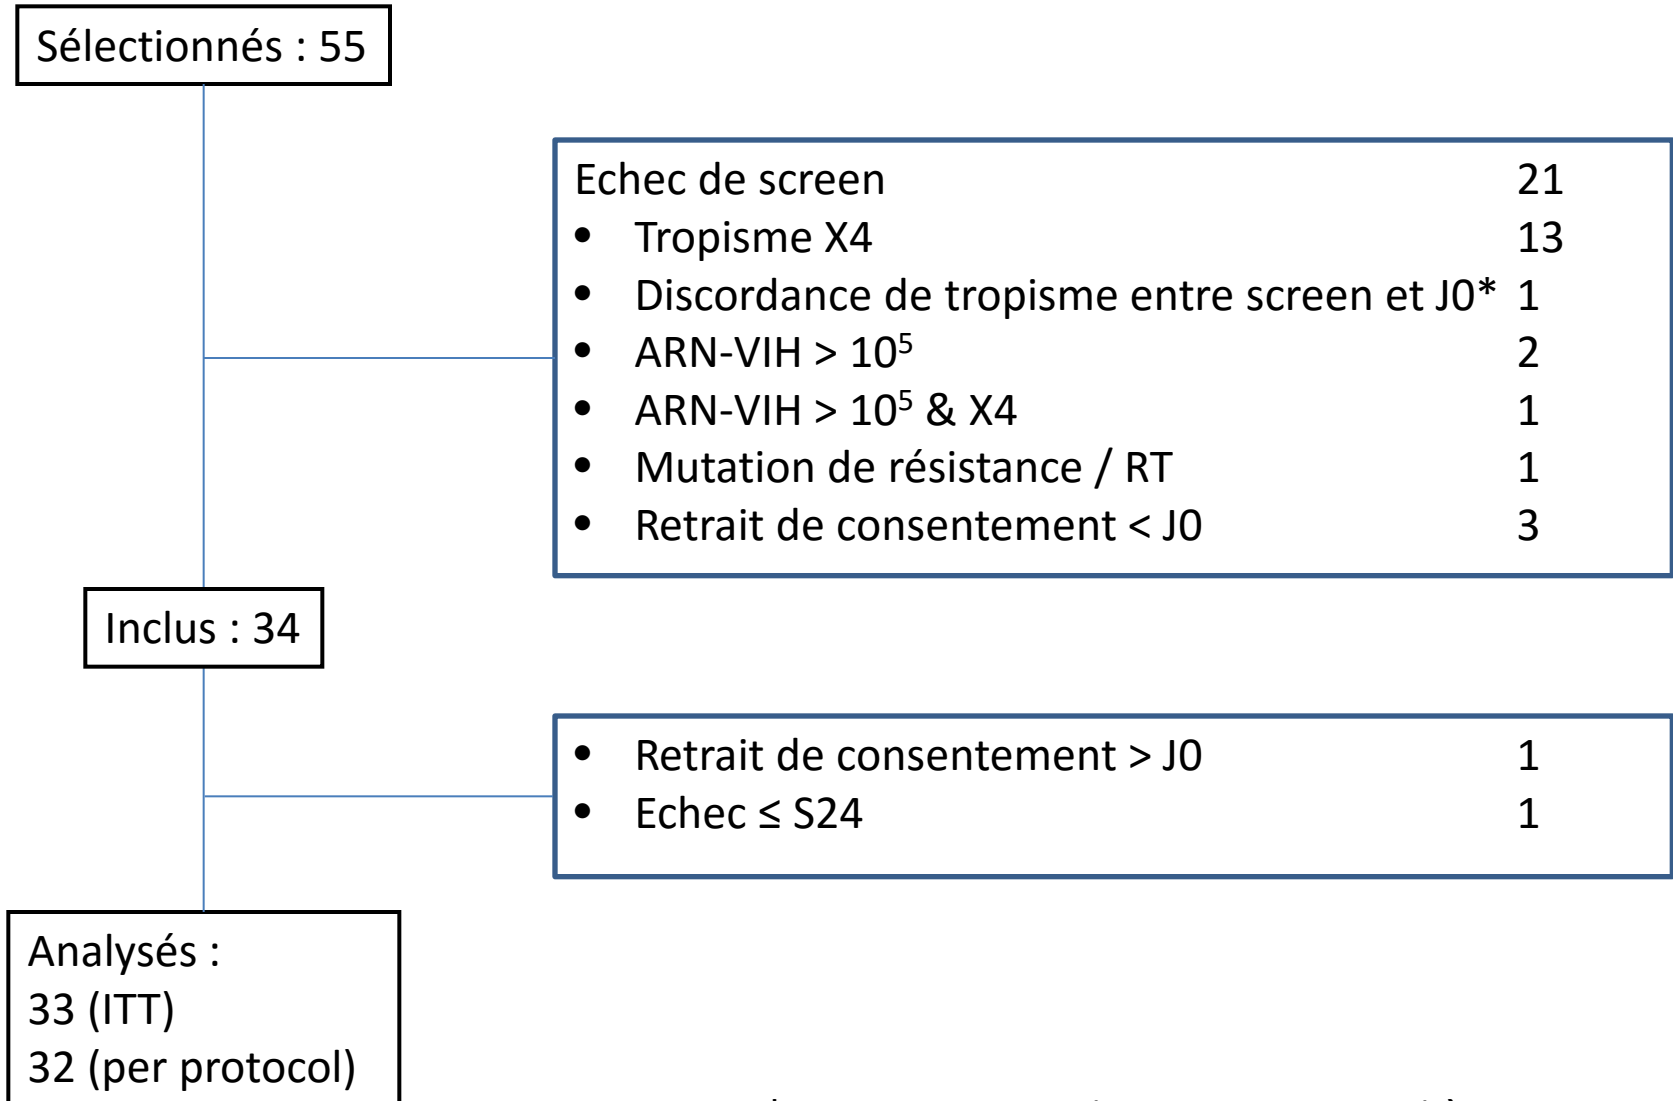 Sélectionnés : 55
Echec de screen 21
• Tropisme X4 13
• Discordance de tropisme entre screen et J0* 1
• ARN-VIH > 10⁵ 2
• ARN-VIH > 10⁵ & X4 1
• Mutation de résistance / RT 1
• Retrait de consentement < J0 3
Inclus : 34
• Retrait de consentement > J0 1
• Echec ≤ S24 1
Analysés :
33 (ITT)
32 (per protocol)